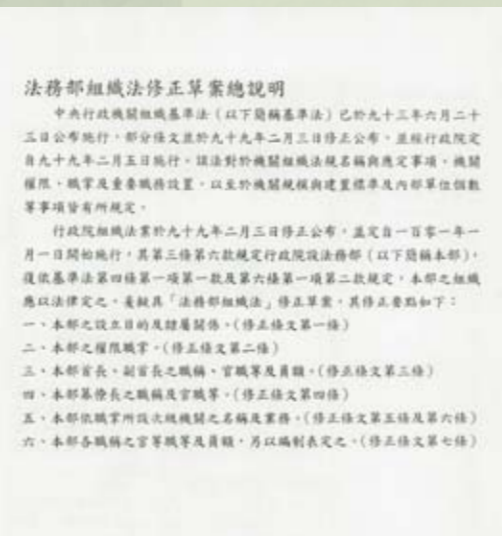 法務部組織法修正草案總說明
中央行政機關組織基準法（以下簡稱基準法）已於九十三年六月二十
三日公布施行，部分條文並於九十九年二月三日修正公布，並經行政院定
自九十九年二月五日施行。該法對於機關組織法規名稱與應定事項、機關
權限、職掌及重要職務設置，以至於機關規模與建置標準及內部單位個數
等事項皆有所規定。
行政院組織法業於九十九年二月三日修正公布，並定自一百零一年一
月一日開始施行，其第三條第六款規定行政院設法務部（以下簡稱本部），
復依基準法第四條第一項第一款及第六條第一項第二款規定，本部之組織
應以法律定之，爰擬具「法務部組織法」修正草案，其修正要點如下：
一、本部之設立目的及隸屬關係。（修正條文第一條）
二、本部之權限職掌。（修正條文第二條）
三、本部首長、副首長之職稱、官職等及員額。（修正條文第三條）
四、本部幕僚長之職稱及官職等。（修正條文第四條）
五、本部依職掌所設次級機關之名稱及業務。（修正條文第五條及第六條）
六、本部各職稱之官等職等及員額，另以編制表定之。（修正條文第七條）